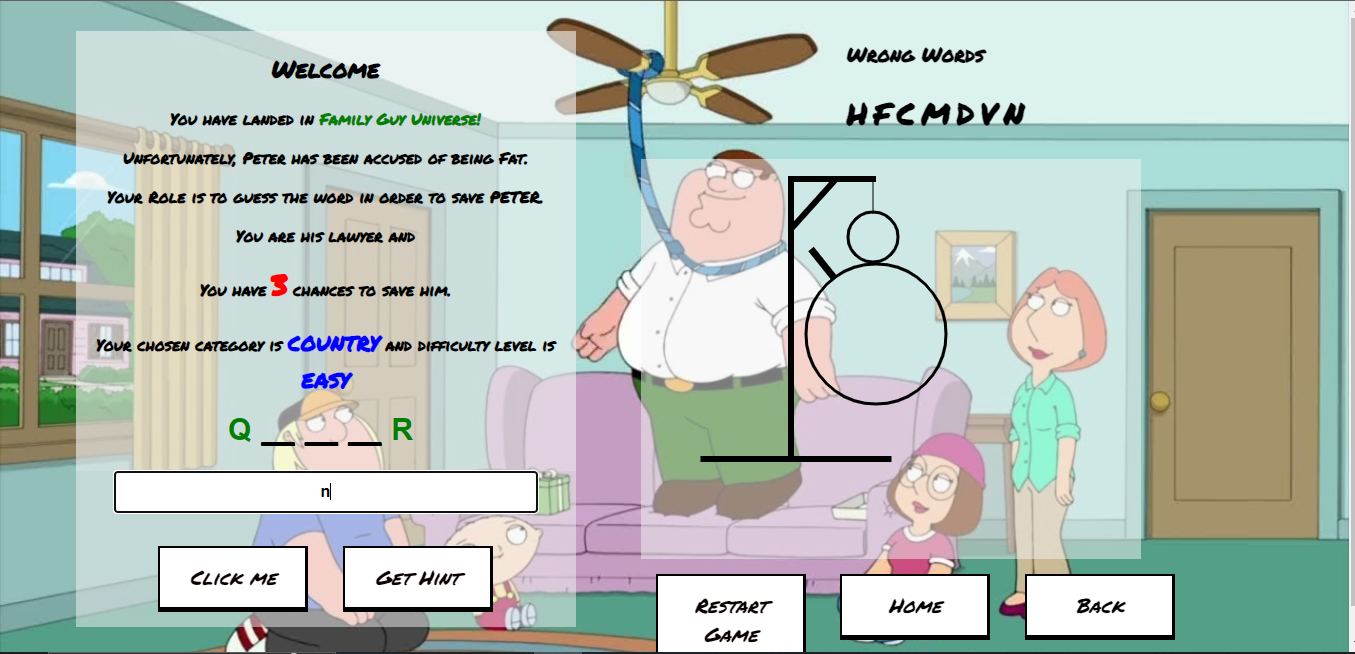 Welcome
You have landed in Family Guy Universe!
Unfortunately, Peter has been accused of being Fat.
Your Role is to guess the word in order to save PETER.
You are his lawyer and
You have 3 chances to save him.
Your chosen category is COUNTRY and difficulty level is
EASY
Q _ _ _ R
n
Click me
Get Hint
Wrong Words
HFCMDVN
Restart
Game
Home
Back